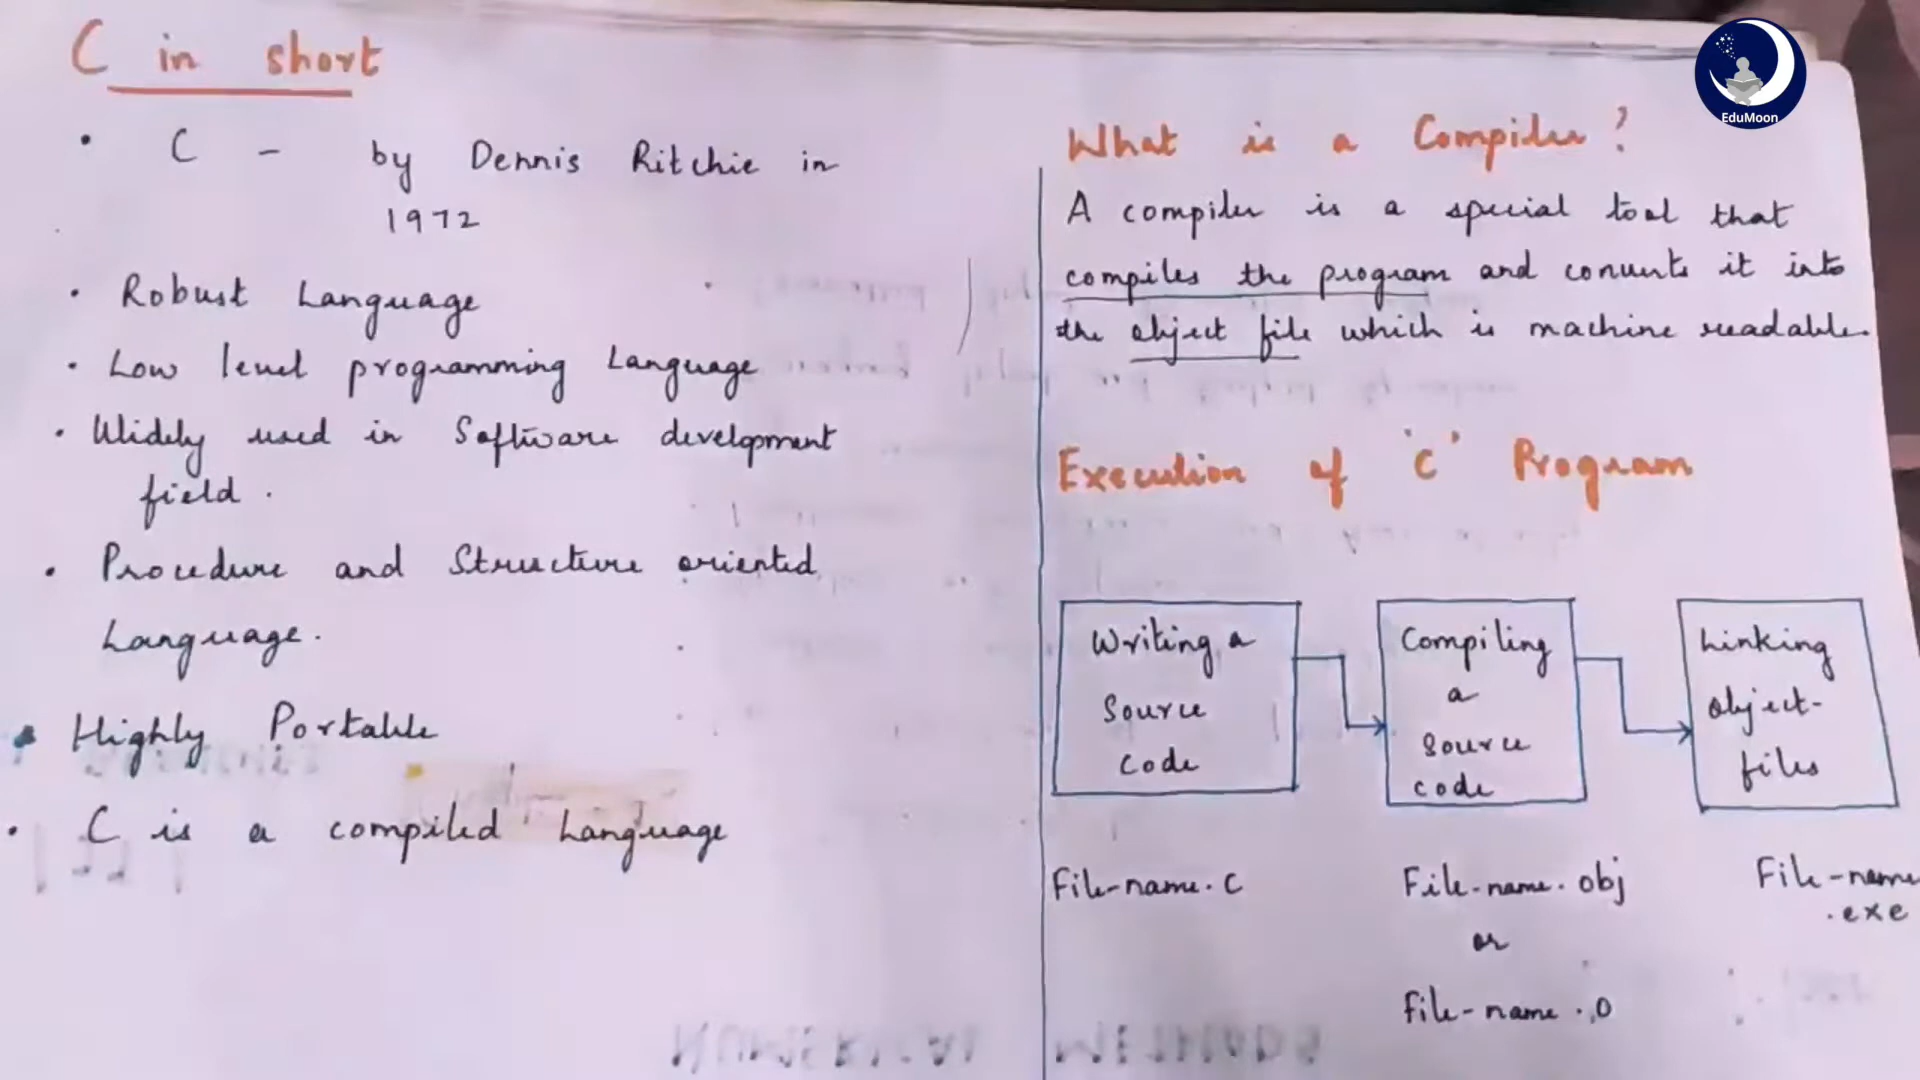 C in short
• C - by Dennis Ritchie in
1972
• Robust Language
• Low level programming Language
• Widely used in Software development
field.
• Procedure and Structure oriented
Language.
• Highly Portable
• C is a compiled Language
EduMoon
What is a Compiler?
A compiler is a special tool that
compiles the program and converts it into
the object file which is machine readable.
Execution of 'C' Program
Writing a
Source
Code
Compiling
a
source
code
Linking
object-
files
File-name.c
File-name.obj
or
file-name.o
File-name
.exe
NUMERICAL METHODS